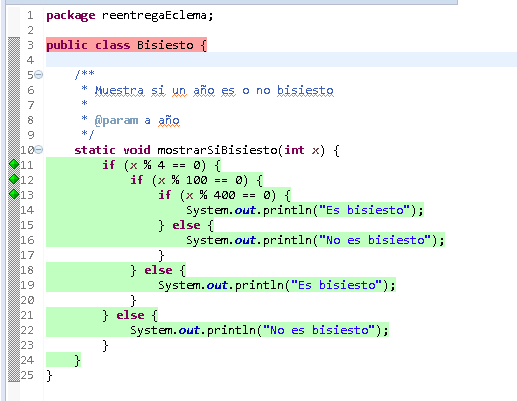 1 package reentregaEclema;
2
3 public class Bisiesto {
4
5 /**
6 * Muestra si un año es o no bisiesto
7 *
8 * @param a año
9 */
10 static void mostrarSiBisiesto(int x) {
11 if (x % 4 == 0) {
12 if (x % 100 == 0) {
13 if (x % 400 == 0) {
14 System.out.println("Es bisiesto");
15 } else {
16 System.out.println("No es bisiesto");
17 }
18 } else {
19 System.out.println("Es bisiesto");
20 }
21 } else {
22 System.out.println("No es bisiesto");
23 }
24 }
25 }